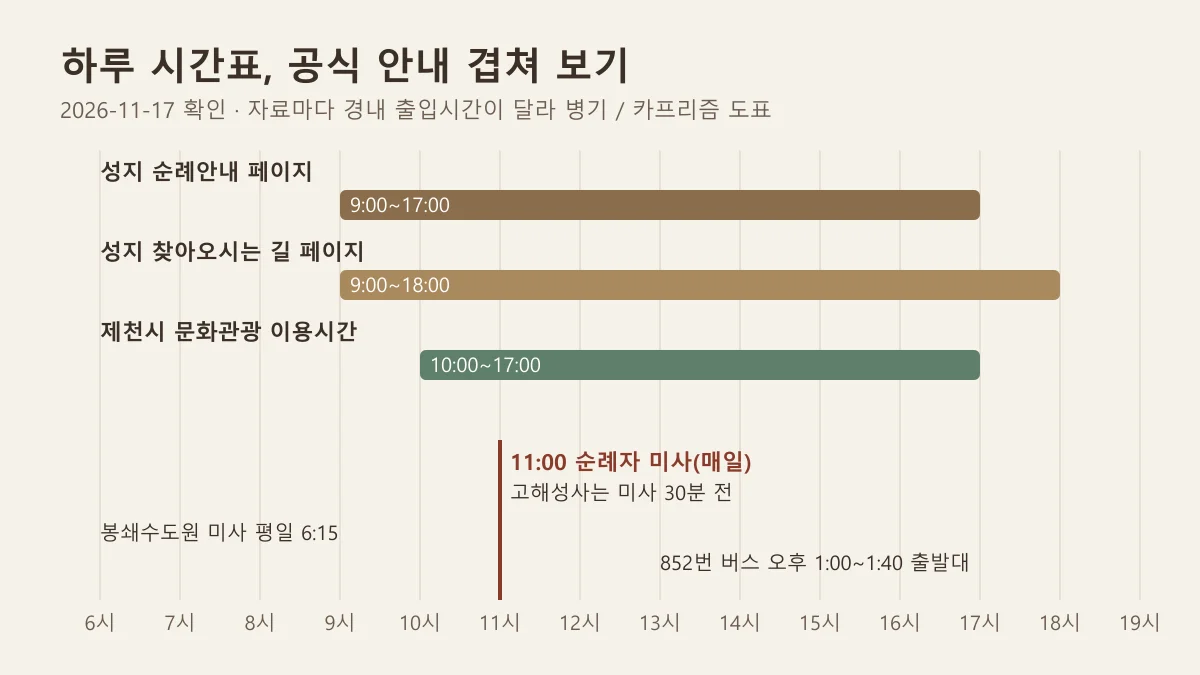 하루 시간표, 공식 안내 겹쳐 보기
2026-11-17 확인 · 자료마다 경내 출입시간이 달라 병기 / 카프리즘 도표
성지 순례안내 페이지
9:00~17:00
성지 찾아오시는 길 페이지
9:00~18:00
제천시 문화관광 이용시간
10:00~17:00
11:00 순례자 미사(매일)
고해성사는 미사 30분 전
봉쇄수도원 미사 평일 6:15
852번 버스 오후 1:00~1:40 출발대
6시 7시 8시 9시 10시 11시 12시 13시 14시 15시 16시 17시 18시 19시